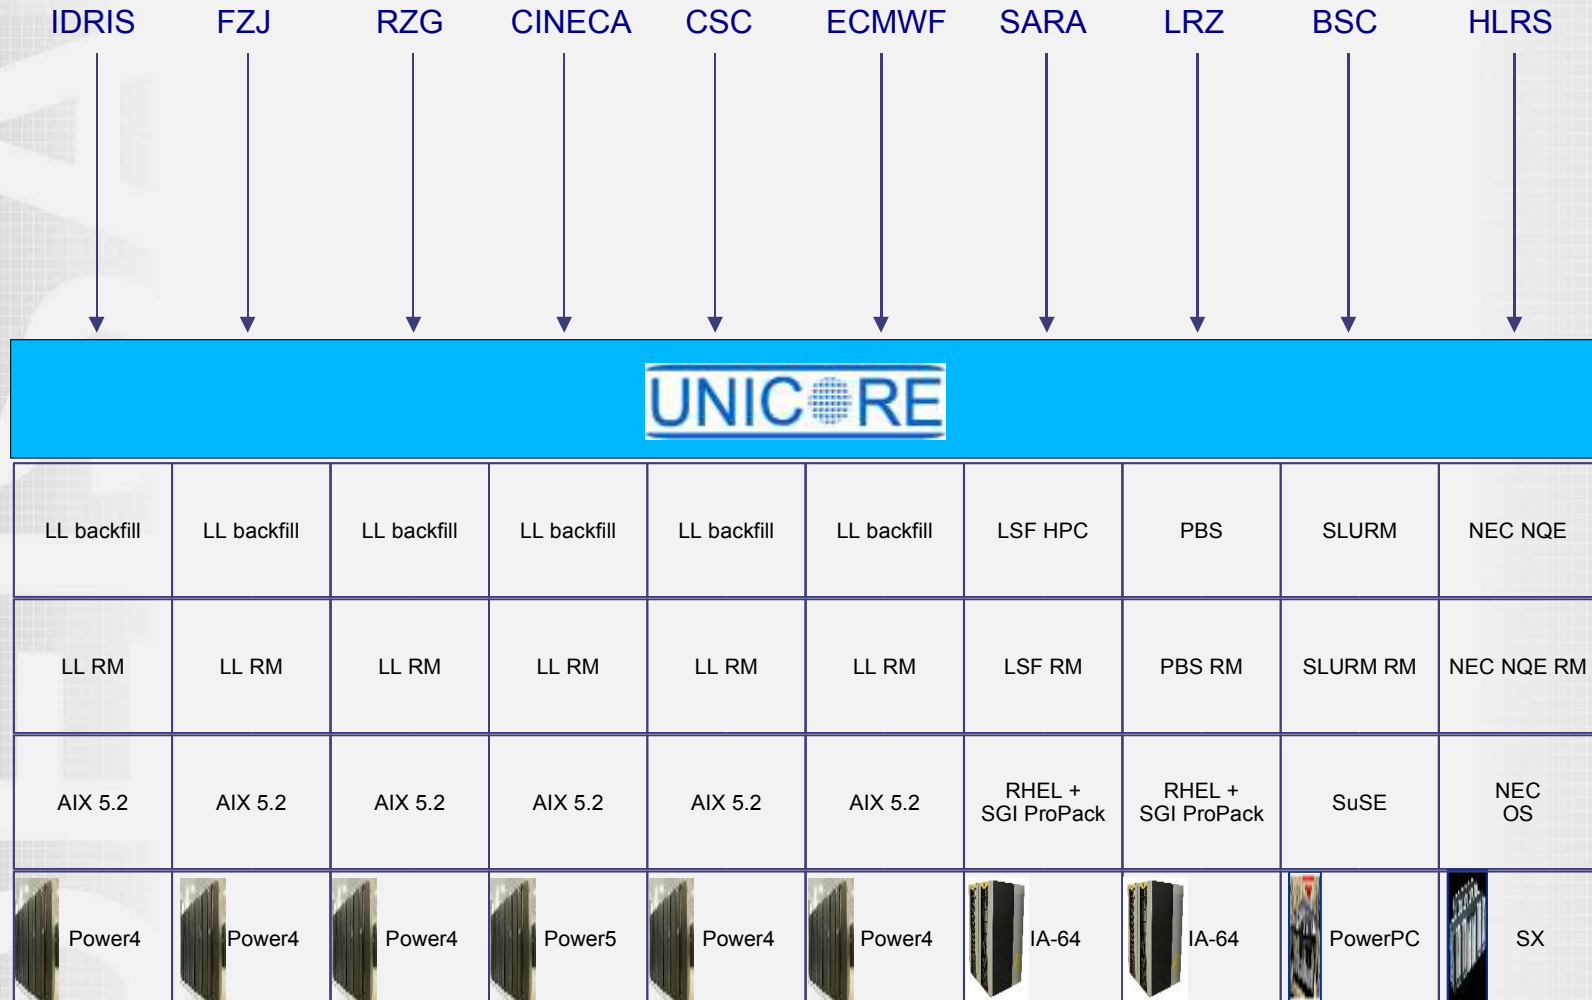 IDRIS FZJ RZG CINECA CSC ECMWF SARA LRZ BSC HLRS
UNICORE
LL backfill LL backfill LL backfill LL backfill LL backfill LL backfill LSF HPC PBS SLURM NEC NQE
LL RM LL RM LL RM LL RM LL RM LL RM LSF RM PBS RM SLURM RM NEC NQE RM
AIX 5.2 AIX 5.2 AIX 5.2 AIX 5.2 AIX 5.2 AIX 5.2 RHEL + SGI ProPack RHEL + SGI ProPack SuSE NEC OS
Power4 Power4 Power4 Power5 Power4 Power4 IA-64 IA-64 PowerPC SX